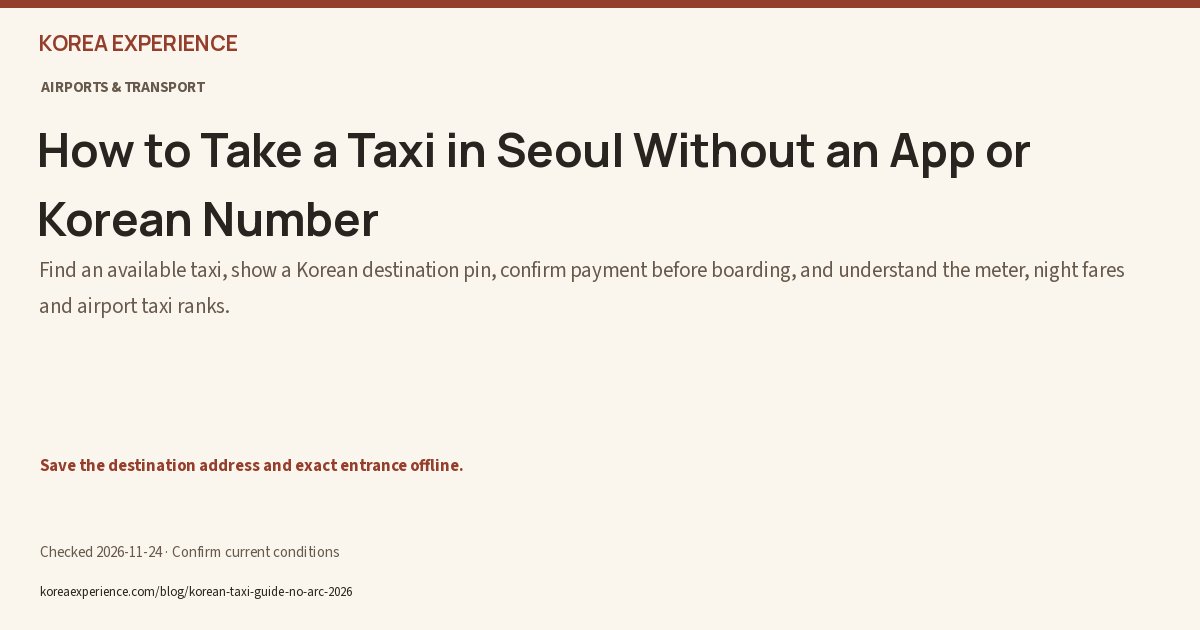 KOREA EXPERIENCE
AIRPORTS & TRANSPORT
How to Take a Taxi in Seoul Without an App or
Korean Number
Find an available taxi, show a Korean destination pin, confirm payment before boarding, and understand the meter, night fares
and airport taxi ranks.
Save the destination address and exact entrance offline.
Checked 2026-11-24 · Confirm current conditions
koreaexperience.com/blog/korean-taxi-guide-no-arc-2026